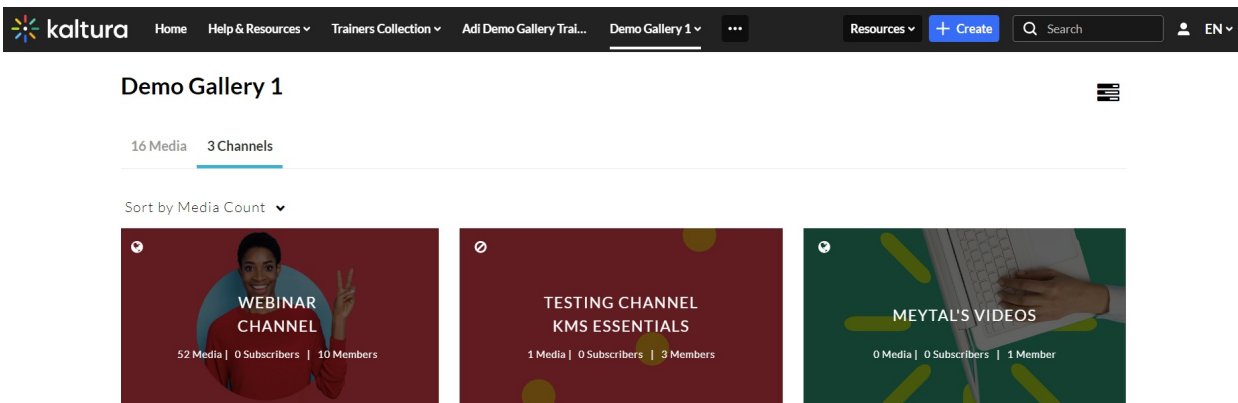 kaltura Home Help & Resources Trainers Collection Adi Demo Gallery Trai... Demo Gallery 1 ... Resources + Create Search EN
Demo Gallery 1
16 Media 3 Channels
Sort by Media Count
WEBINAR
CHANNEL
52 Media | 0 Subscribers | 10 Members
TESTING CHANNEL
KMS ESSENTIALS
1 Media | 0 Subscribers | 3 Members
MEYTAL'S VIDEOS
0 Media | 0 Subscribers | 1 Member